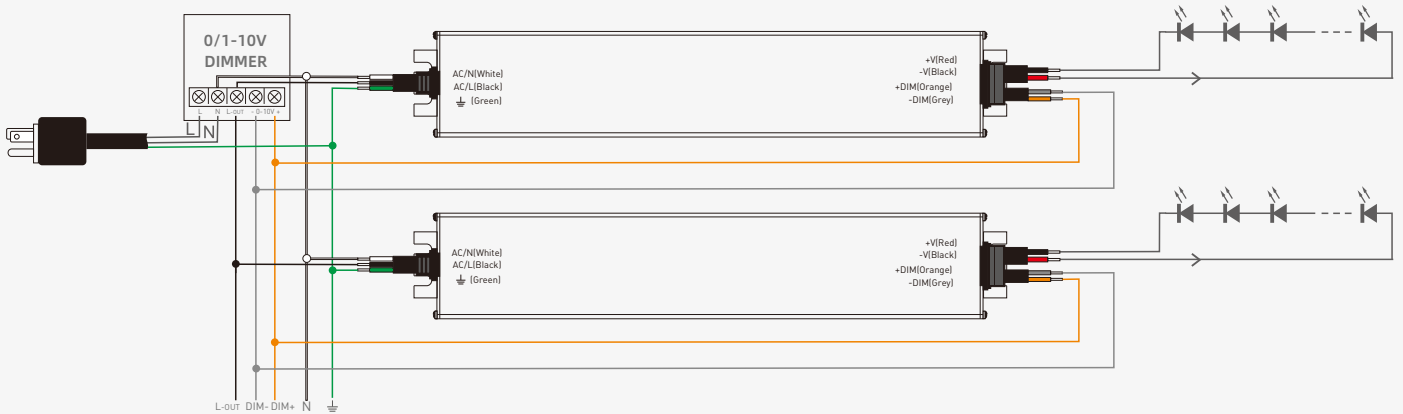 0/1-10V
DIMMER
L N L-OUT - 0-10V +
L N
AC/N(White)
AC/L(Black)
(Green)
+V(Red)
-V(Black)
+DIM(Orange)
-DIM(Grey)
AC/N(White)
AC/L(Black)
(Green)
+V(Red)
-V(Black)
+DIM(Orange)
-DIM(Grey)
L-OUT DIM- DIM+ N